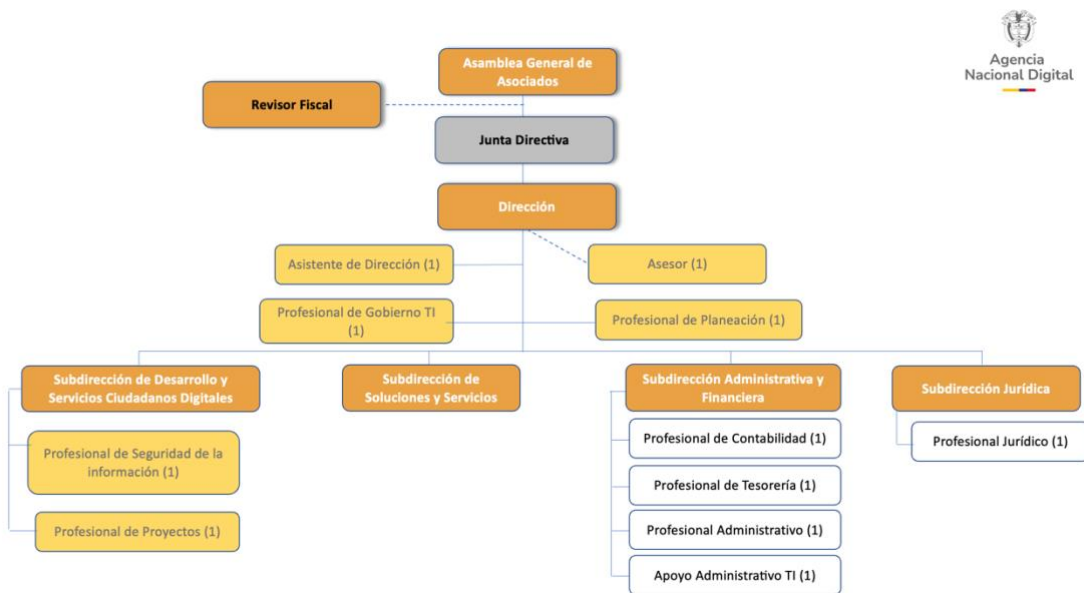 Agencia
Nacional Digital
Asamblea General de
Asociados
Revisor Fiscal
Junta Directiva
Dirección
Asistente de Dirección (1)
Asesor (1)
Profesional de Gobierno TI
(1)
Profesional de Planeación (1)
Subdirección de Desarrollo y
Servicios Ciudadanos Digitales
Subdirección de
Soluciones y Servicios
Subdirección Administrativa y
Financiera
Subdirección Jurídica
Profesional de Seguridad de la
información (1)
Profesional de Proyectos (1)
Profesional de Contabilidad (1)
Profesional de Tesorería (1)
Profesional Administrativo (1)
Apoyo Administrativo TI (1)
Profesional Jurídico (1)